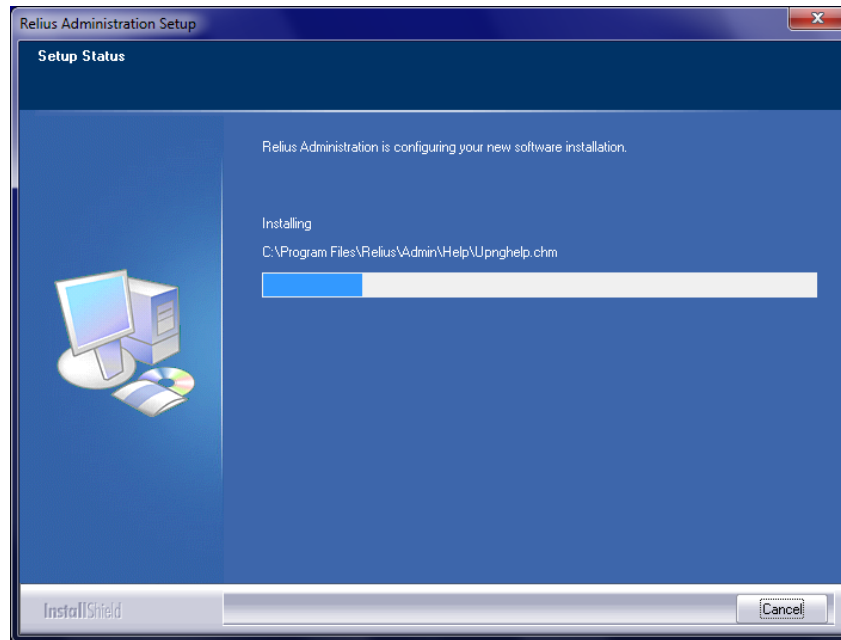 Relius Administration Setup
Setup Status
Relius Administration is configuring your new software installation.
Installing
C:\Program Files\Relius\Admin\Help\Upnghelp.chm
InstallShield
Cancel